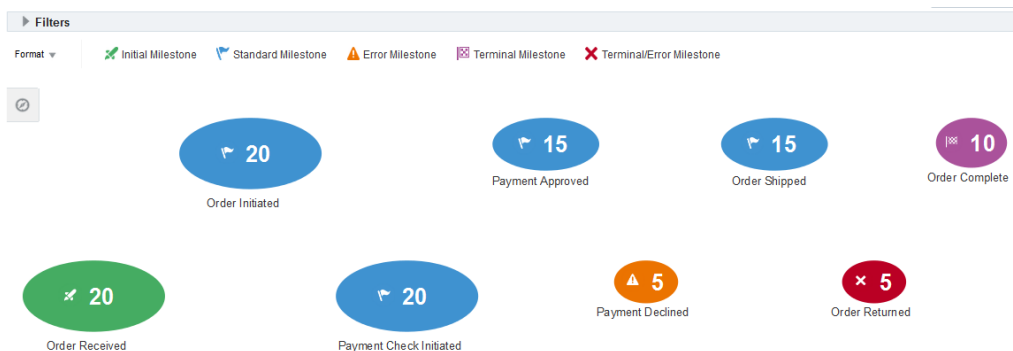 Filters
Format
Initial Milestone
Standard Milestone
Error Milestone
Terminal Milestone
Terminal/Error Milestone
20
Order Initiated
15
Payment Approved
15
Order Shipped
10
Order Complete
20
Order Received
20
Payment Check Initiated
5
Payment Declined
5
Order Returned